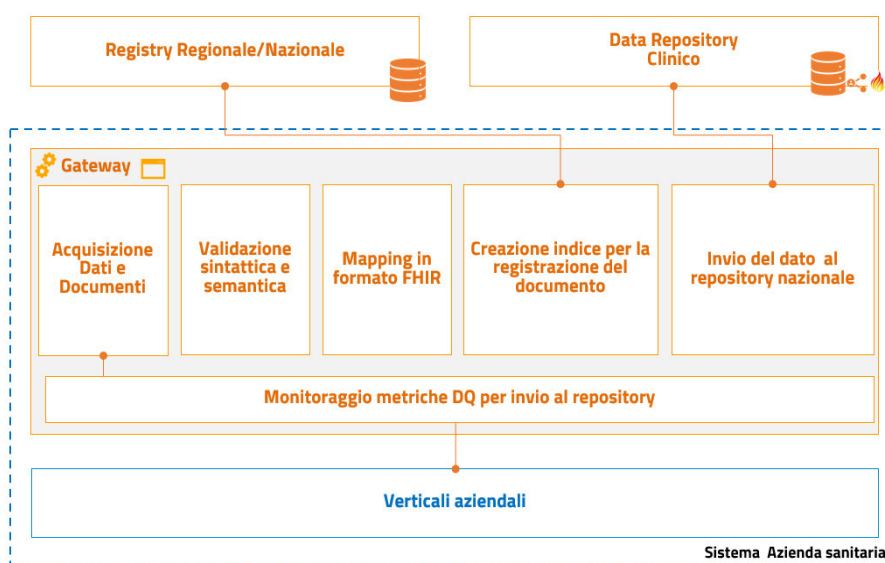 Registry Regionale/Nazionale
Data Repository
Clinico
Gateway
Acquisizione
Dati e
Documenti
Validazione
sintattica e
semantica
Mapping in
formato FHIR
Creazione indice per la
registrazione del
documento
Invio del dato al
repository nazionale
Monitoraggio metriche DQ per invio al repository
Verticali aziendali
Sistema Azienda sanitaria